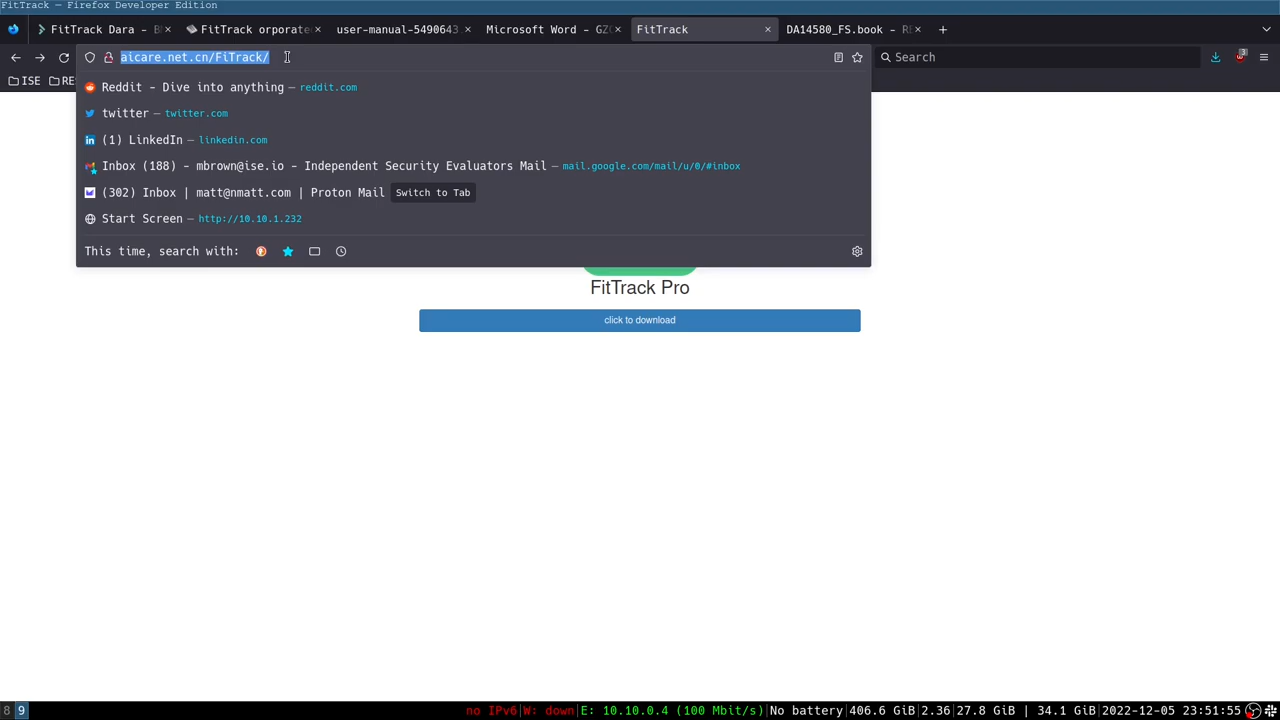 FitTrack — Firefox Developer Edition
FitTrack Dara - B
FitTrack orporate
user-manual-5490643
Microsoft Word - GZC
FitTrack
DA14580_FS.book - RE
aicare.net.cn/FiTrack/
Search
3
ISE
RES
Reddit - Dive into anything — reddit.com
twitter — twitter.com
(1) LinkedIn — linkedin.com
Inbox (188) - mbrown@ise.io - Independent Security Evaluators Mail — mail.google.com/mail/u/0/#inbox
(302) Inbox | matt@nmatt.com | Proton Mail Switch to Tab
Start Screen — http://10.10.1.232
This time, search with:
FitTrack Pro
click to download
8 9 no IPv6|W: down|E: 10.10.0.4 (100 Mbit/s)|No battery|406.6 GiB|2.36|27.8 GiB | 34.1 GiB|2022-12-05 23:51:55